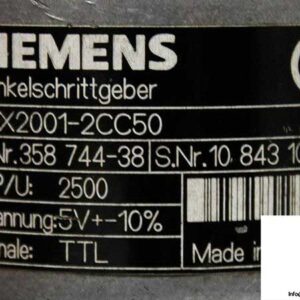 SIEMENS
nkelschrittgeber
X2001-2CC50
Nr.358 744-38 S.Nr.10 843 10
P/U: 2500
annung:5V+-10%
nale: TTL Made in